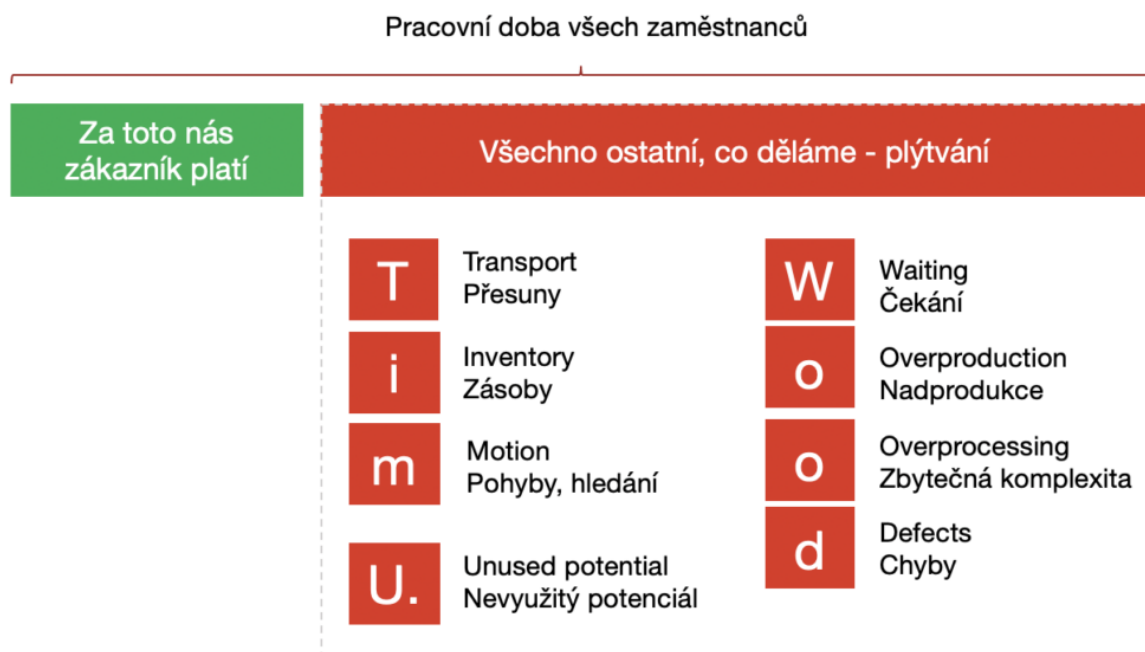 Pracovní doba všech zaměstnanců
Za toto nás
zákazník platí
Všechno ostatní, co děláme - plýtvání
T
Transport
Přesuny
i
Inventory
Zásoby
m
Motion
Pohyby, hledání
U.
Unused potential
Nevyužitý potenciál
W
Waiting
Čekání
o
Overproduction
Nadprodukce
o
Overprocessing
Zbytečná komplexita
d
Defects
Chyby